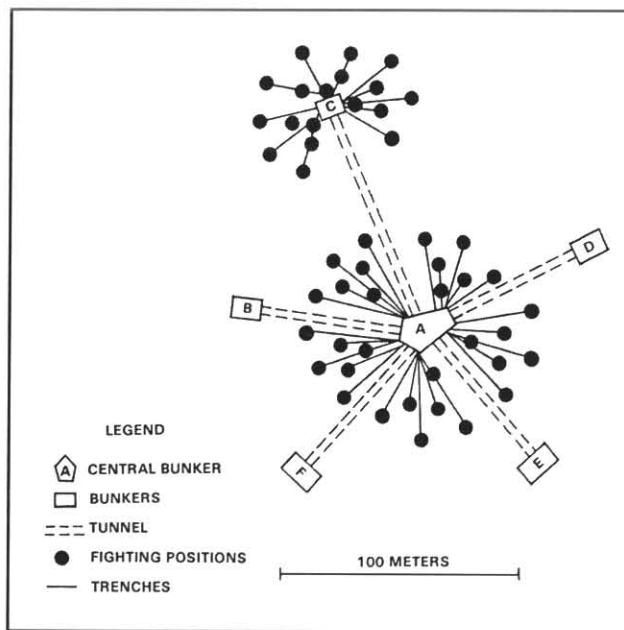 C
D
B
A
E
F
LEGEND
A CENTRAL BUNKER
BUNKERS
TUNNEL
FIGHTING POSITIONS
TRENCHES
100 METERS